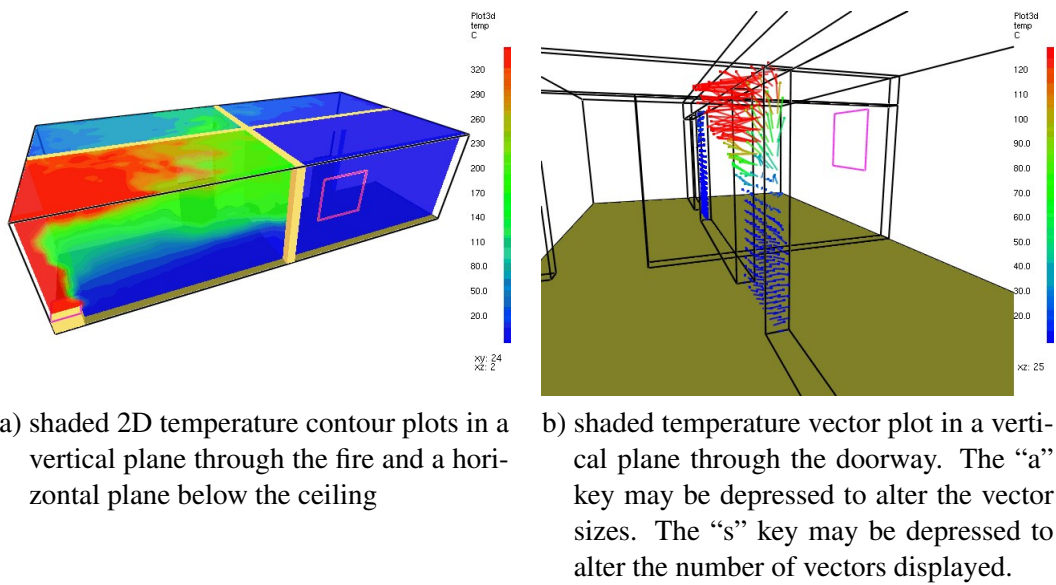 Plot3d
temp
C
320
290
260
230
200
170
140
110
80.0
50.0
20.0
xy: 24
xz: 2
Plot3d
temp
C
120
110
100
90.0
80.0
70.0
60.0
50.0
40.0
30.0
20.0
xz: 25
a) shaded 2D temperature contour plots in a
vertical plane through the fire and a hori-
zontal plane below the ceiling
b) shaded temperature vector plot in a verti-
cal plane through the doorway. The “a”
key may be depressed to alter the vector
sizes. The “s” key may be depressed to
alter the number of vectors displayed.